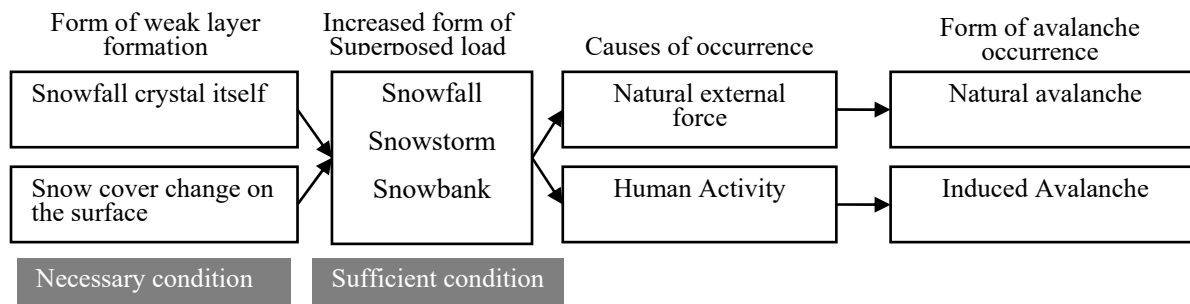 Form of weak layer
formation
Increased form of
Superposed load
Causes of occurrence
Form of avalanche
occurrence
Snowfall crystal itself
Snow cover change on
the surface
Snowfall
Snowstorm
Snowbank
Natural external
force
Human Activity
Natural avalanche
Induced Avalanche
Necessary condition
Sufficient condition